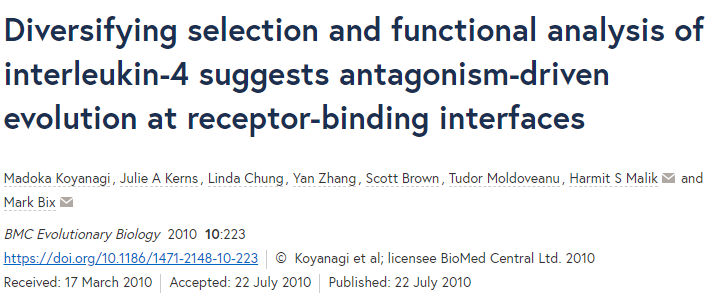 Diversifying selection and functional analysis of
interleukin-4 suggests antagonism-driven
evolution at receptor-binding interfaces
Madoka Koyanagi, Julie A Kerns, Linda Chung, Yan Zhang, Scott Brown, Tudor Moldoveanu, Harmit S Malik and
Mark Bix
BMC Evolutionary Biology 2010 10:223
https://doi.org/10.1186/1471-2148-10-223 | © Koyanagi et al; licensee BioMed Central Ltd. 2010
Received: 17 March 2010 | Accepted: 22 July 2010 | Published: 22 July 2010